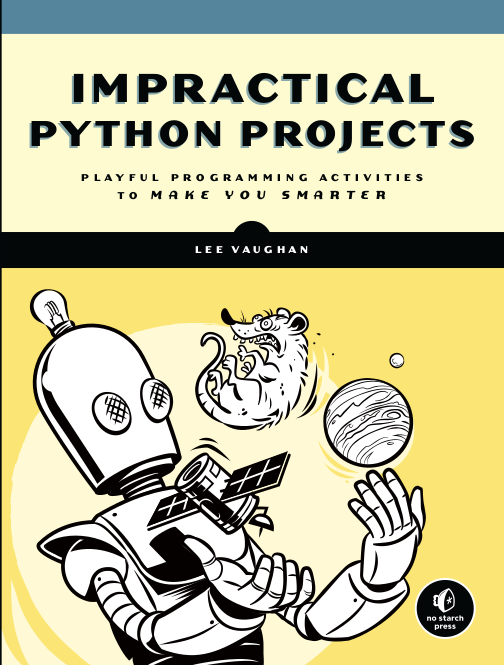 IMPRACTICAL
PYTHON PROJECTS
PLAYFUL PROGRAMMING ACTIVITIES
TO MAKE YOU SMARTER
LEE VAUGHAN
no starch
press